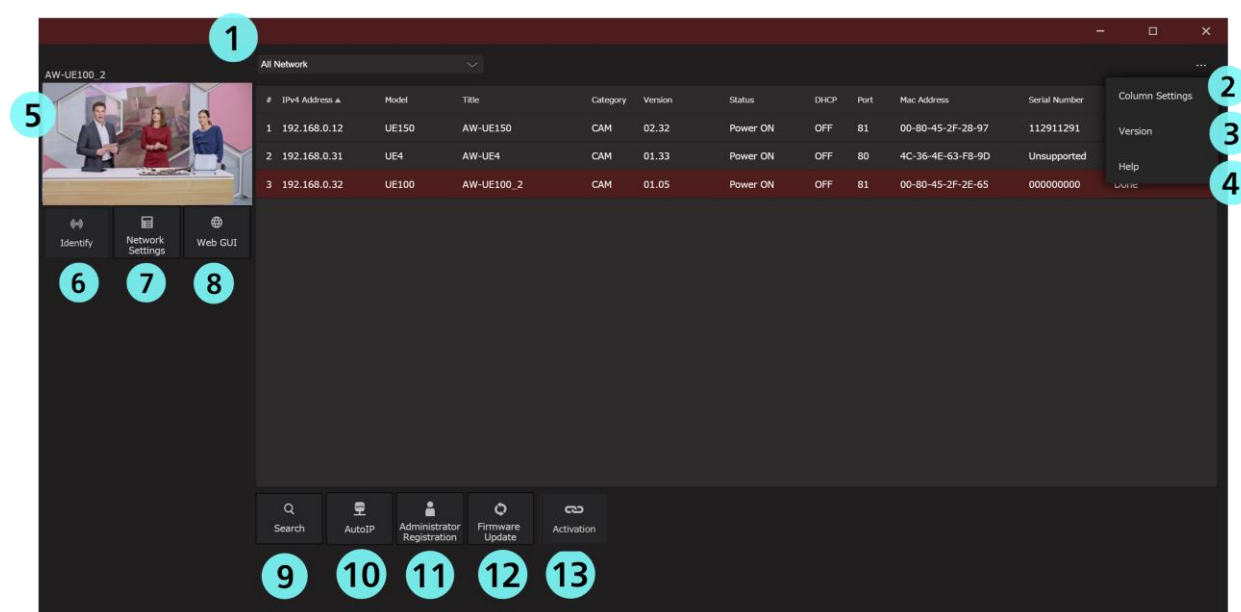 1
All Network
...
AW-UE100_2
2
Column Settings
3
Version
4
Help
5
# IPv4 Address ▲ Model Title Category Version Status DHCP Port Mac Address Serial Number
1 192.168.0.12 UE150 AW-UE150 CAM 02.32 Power ON OFF 81 00-80-45-2F-28-97 112911291
2 192.168.0.31 UE4 AW-UE4 CAM 01.33 Power ON OFF 80 4C-36-4E-63-F8-9D Unsupported
3 192.168.0.32 UE100 AW-UE100_2 CAM 01.05 Power ON OFF 81 00-80-45-2F-2E-65 000000000 Done
Identify
Network
Settings
Web GUI
6
7
8
Search
AutoIP
Administrator
Registration
Firmware
Update
Activation
9
10
11
12
13